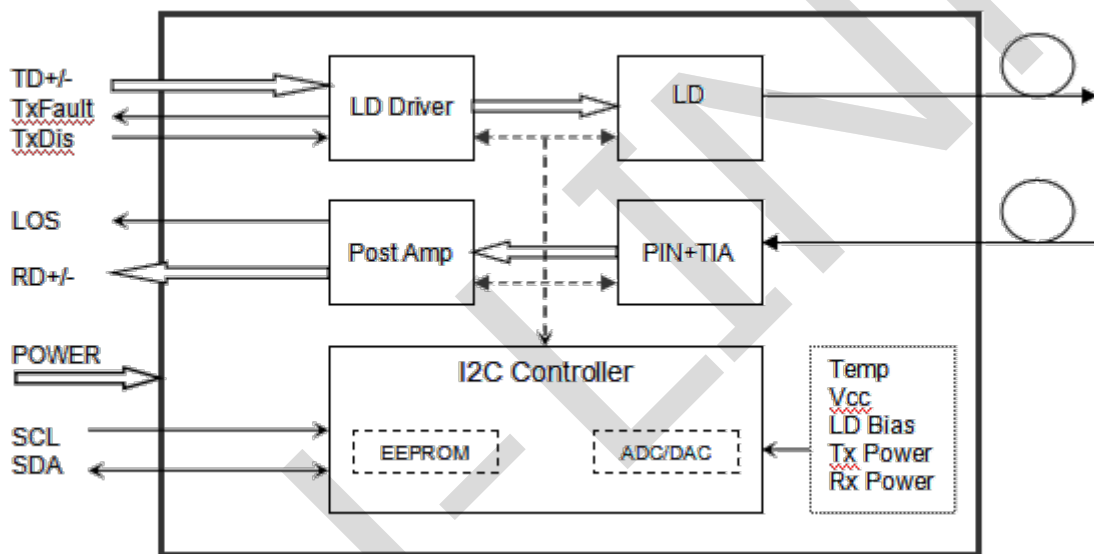 TD+/-
TxFault
TxDis
LD Driver
LD
LOS
RD+/-
Post Amp
PIN+TIA
POWER
SCL
SDA
I2C Controller
EEPROM
ADC/DAC
Temp
Vcc
LD Bias
Tx Power
Rx Power